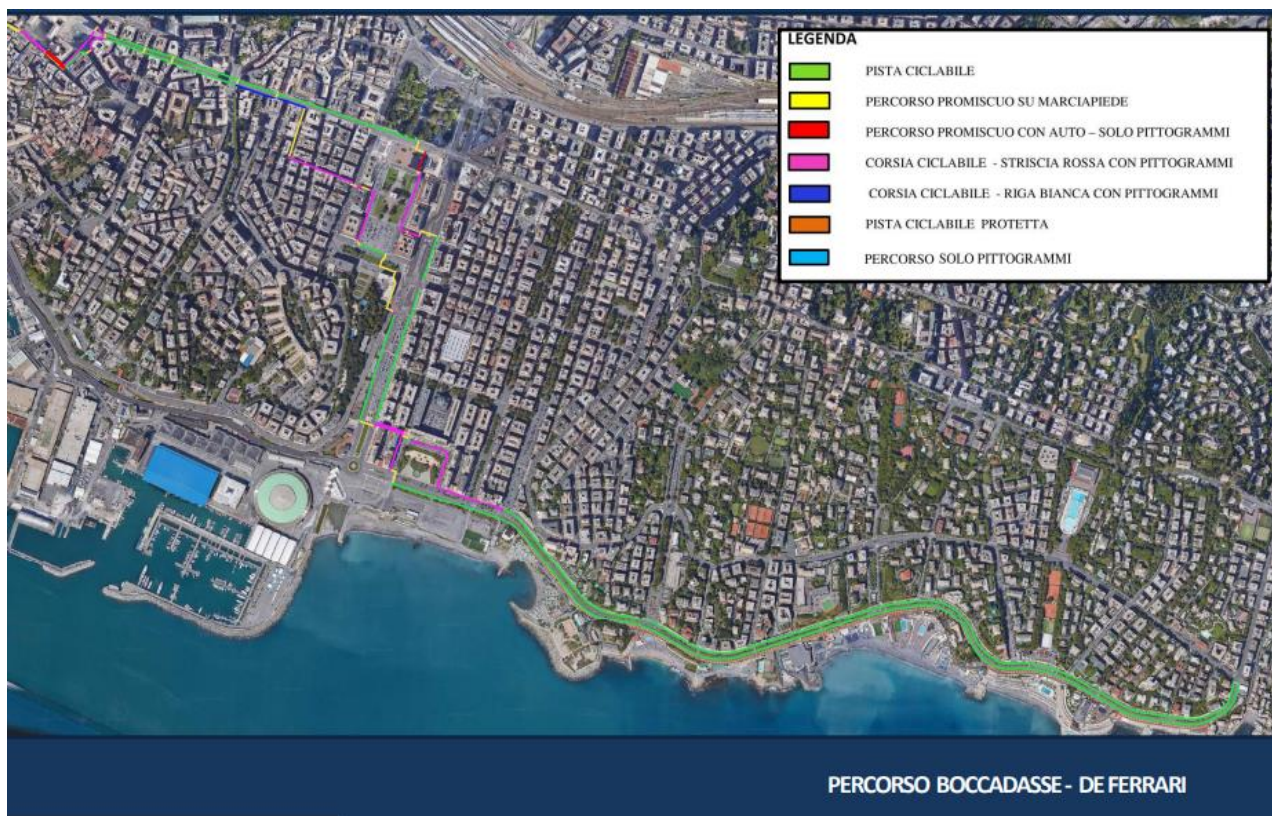 LEGENDA
PISTA CICLABILE
PERCORSO PROMISCUO SU MARCIAPIEDE
PERCORSO PROMISCUO CON AUTO – SOLO PITTOGRAMMI
CORSIA CICLABILE - STRISCIA ROSSA CON PITTOGRAMMI
CORSIA CICLABILE - RIGA BIANCA CON PITTOGRAMMI
PISTA CICLABILE PROTETTA
PERCORSO SOLO PITTOGRAMMI
PERCORSO BOCCADASSE - DE FERRARI